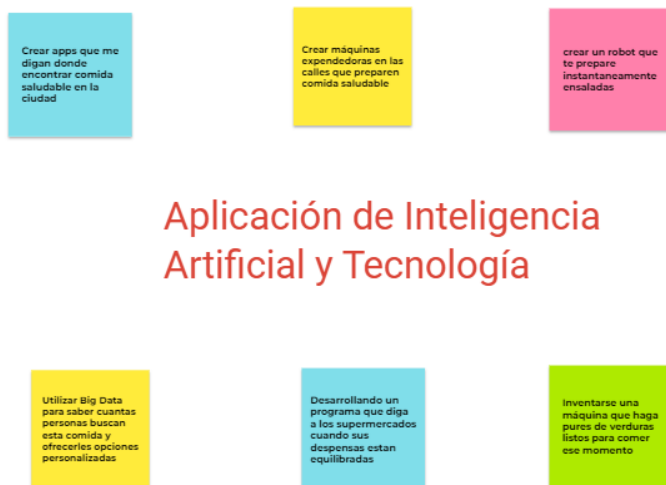 Crear apps que me
digan donde
encontrar comida
saludable en la
ciudad
Crear máquinas
expendedoras en las
calles que preparen
comida saludable
crear un robot que
te prepare
instantaneamente
ensaladas
Aplicación de Inteligencia
Artificial y Tecnología
Utilizar Big Data
para saber cuantas
personas buscan
esta comida y
ofrecerles opciones
personalizadas
Desarrollando un
programa que diga
a los supermercados
cuando sus
despensas estan
equilibradas
Inventarse una
máquina que haga
pures de verduras
listos para comer
ese momento